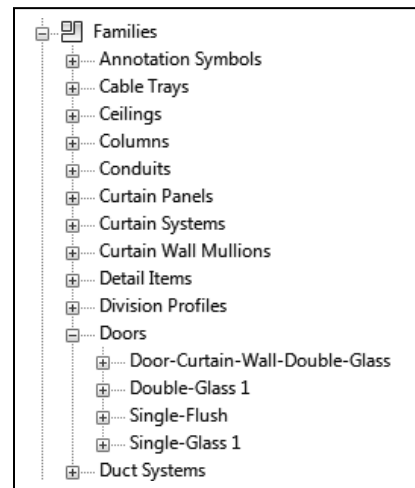 Families
Annotation Symbols
Cable Trays
Ceilings
Columns
Conduits
Curtain Panels
Curtain Systems
Curtain Wall Mullions
Detail Items
Division Profiles
Doors
Door-Curtain-Wall-Double-Glass
Double-Glass 1
Single-Flush
Single-Glass 1
Duct Systems